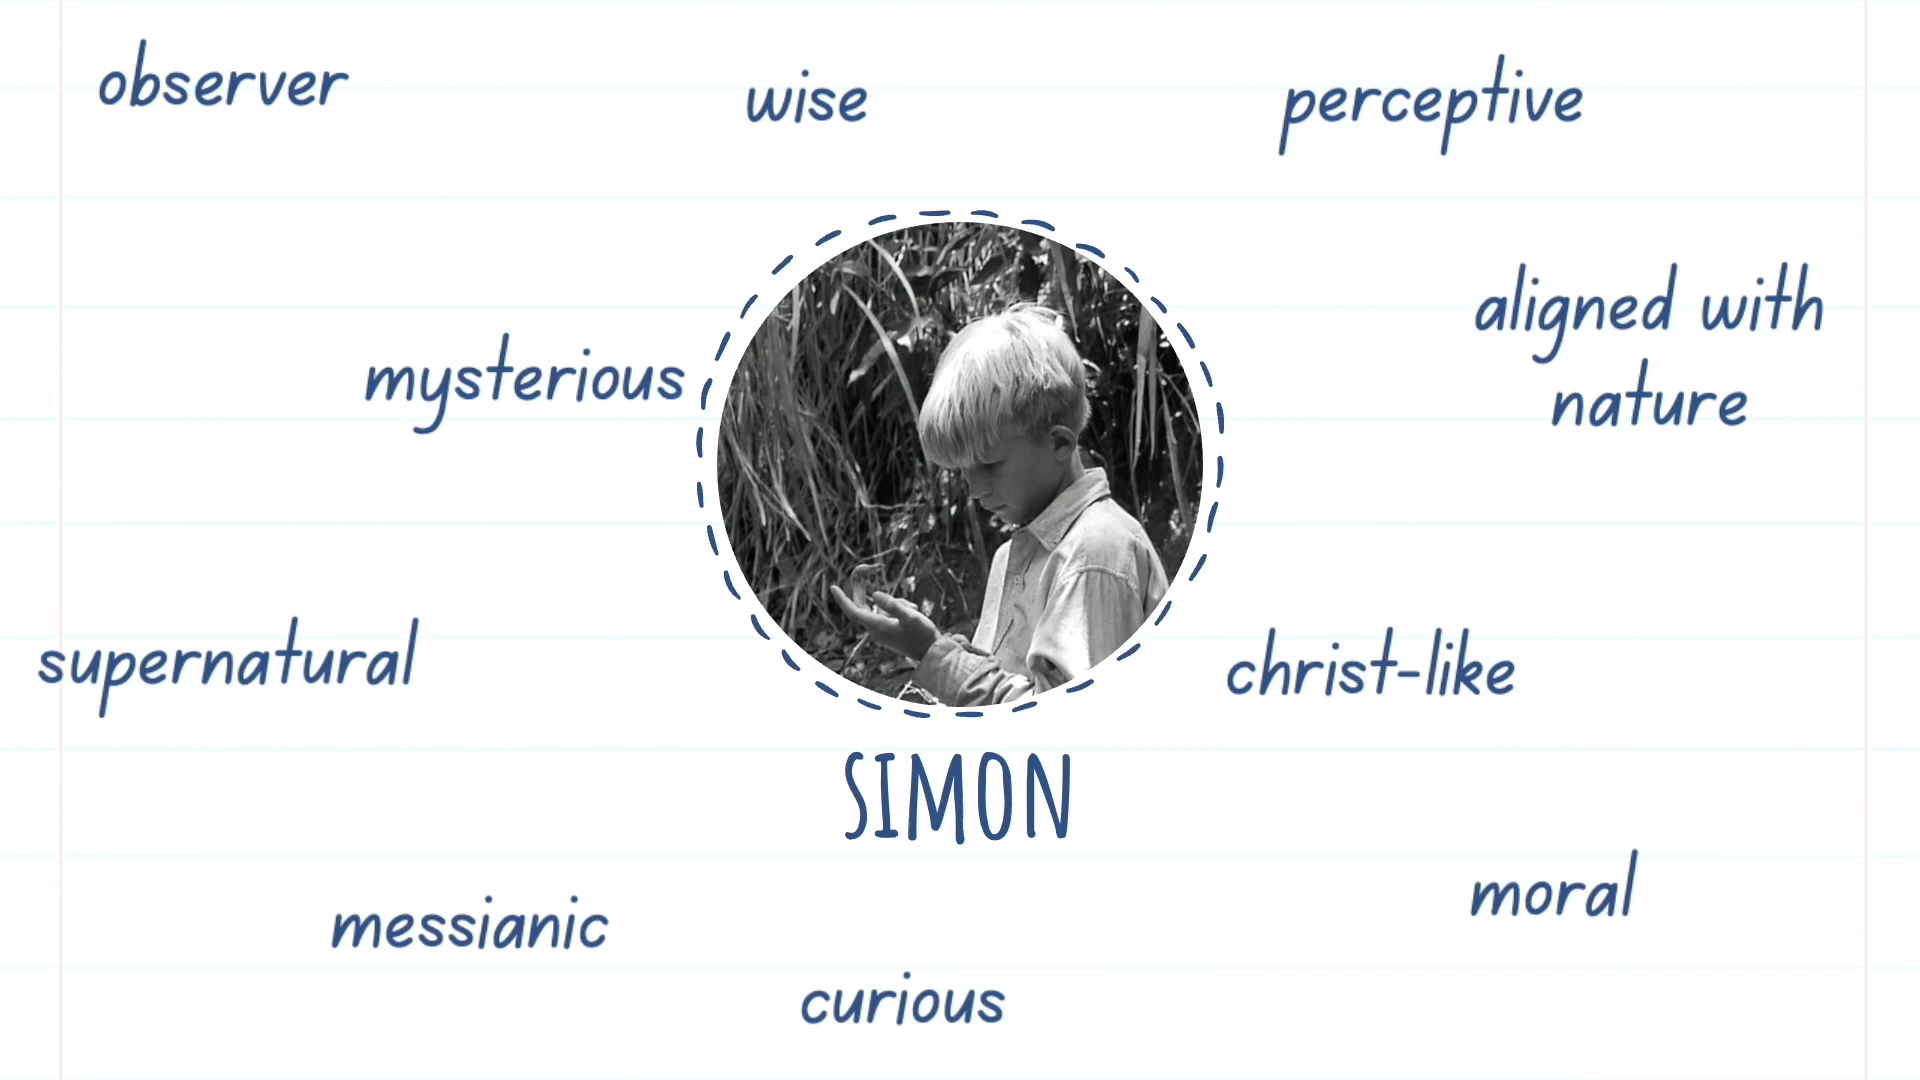 observer
wise
perceptive
aligned with
nature
mysterious
supernatural
christ-like
SIMON
moral
messianic
curious